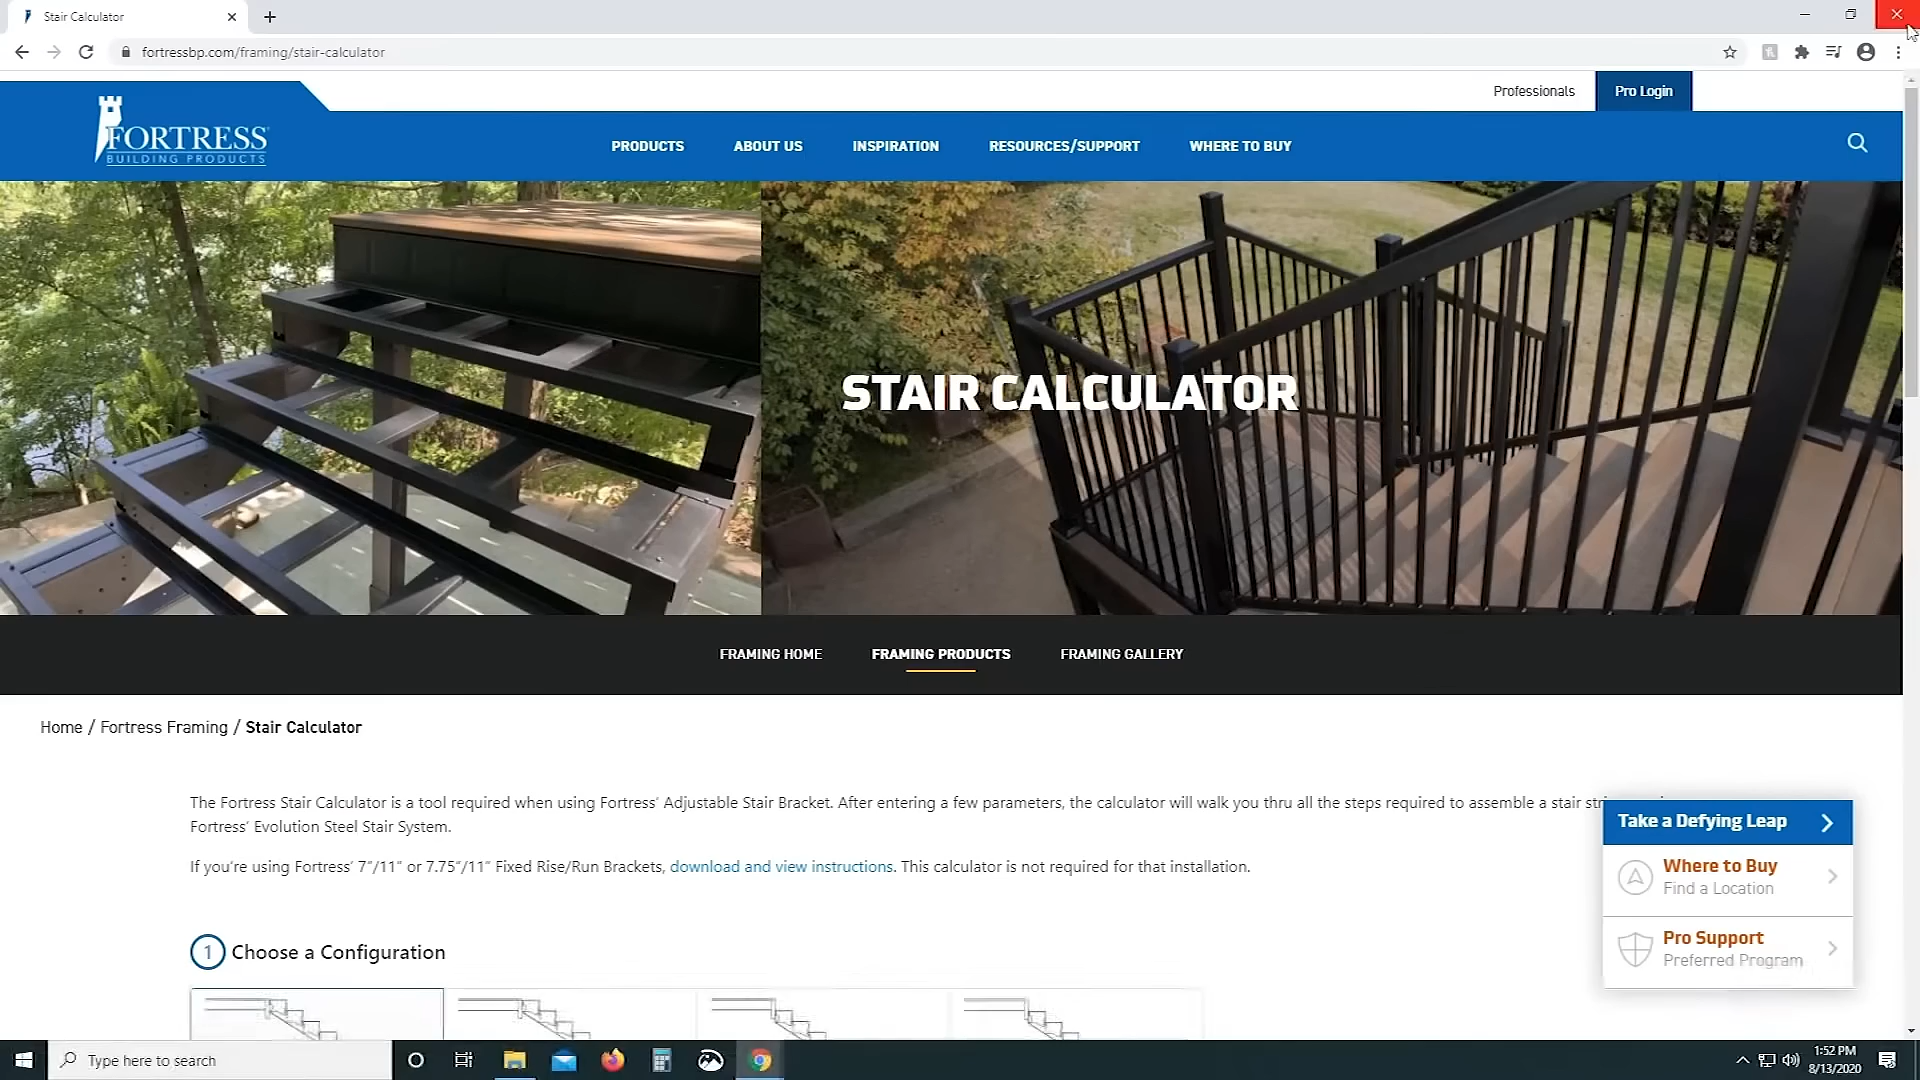 Stair Calculator
fortressbp.com/framing/stair-calculator
Professionals
Pro Login
FORTRESS
BUILDING PRODUCTS
PRODUCTS
ABOUT US
INSPIRATION
RESOURCES/SUPPORT
WHERE TO BUY
STAIR CALCULATOR
FRAMING HOME
FRAMING PRODUCTS
FRAMING GALLERY
Home / Fortress Framing / Stair Calculator
The Fortress Stair Calculator is a tool required when using Fortress’ Adjustable Stair Bracket. After entering a few parameters, the calculator will walk you thru all the steps required to assemble a stair
Fortress’ Evolution Steel Stair System.
If you’re using Fortress’ 7”/11” or 7.75”/11” Fixed Rise/Run Brackets, download and view instructions. This calculator is not required for that installation.
Take a Defying Leap
Where to Buy
Find a Location
Pro Support
Preferred Program
1 Choose a Configuration
Type here to search
1:52 PM
8/13/2020